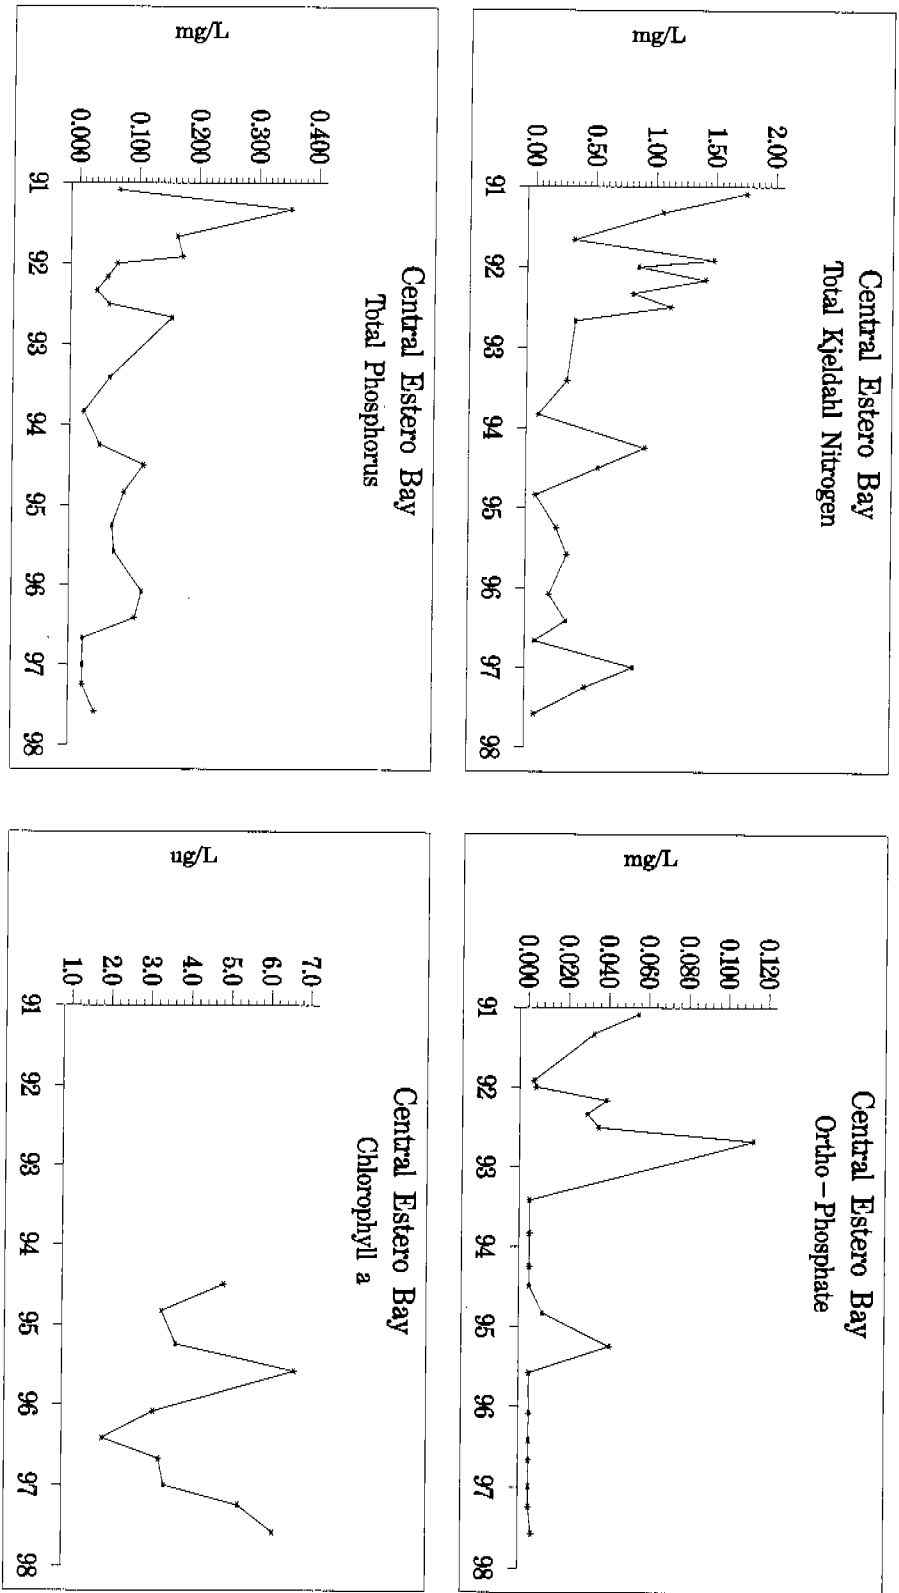 Central Estero Bay
Total Kjeldahl Nitrogen
mg/L
2.00
1.50
1.00
0.50
0.00
91 92 93 94 95 96 97 98
Central Estero Bay
Ortho-Phosphate
mg/L
0.120
0.100
0.080
0.060
0.040
0.020
0.000
91 92 93 94 95 96 97 98
Central Estero Bay
Total Phosphorus
mg/L
0.400
0.300
0.200
0.100
0.000
91 92 93 94 95 96 97 98
Central Estero Bay
Chlorophyll a
ug/L
7.0
6.0
5.0
4.0
3.0
2.0
1.0
91 92 93 94 95 96 97 98